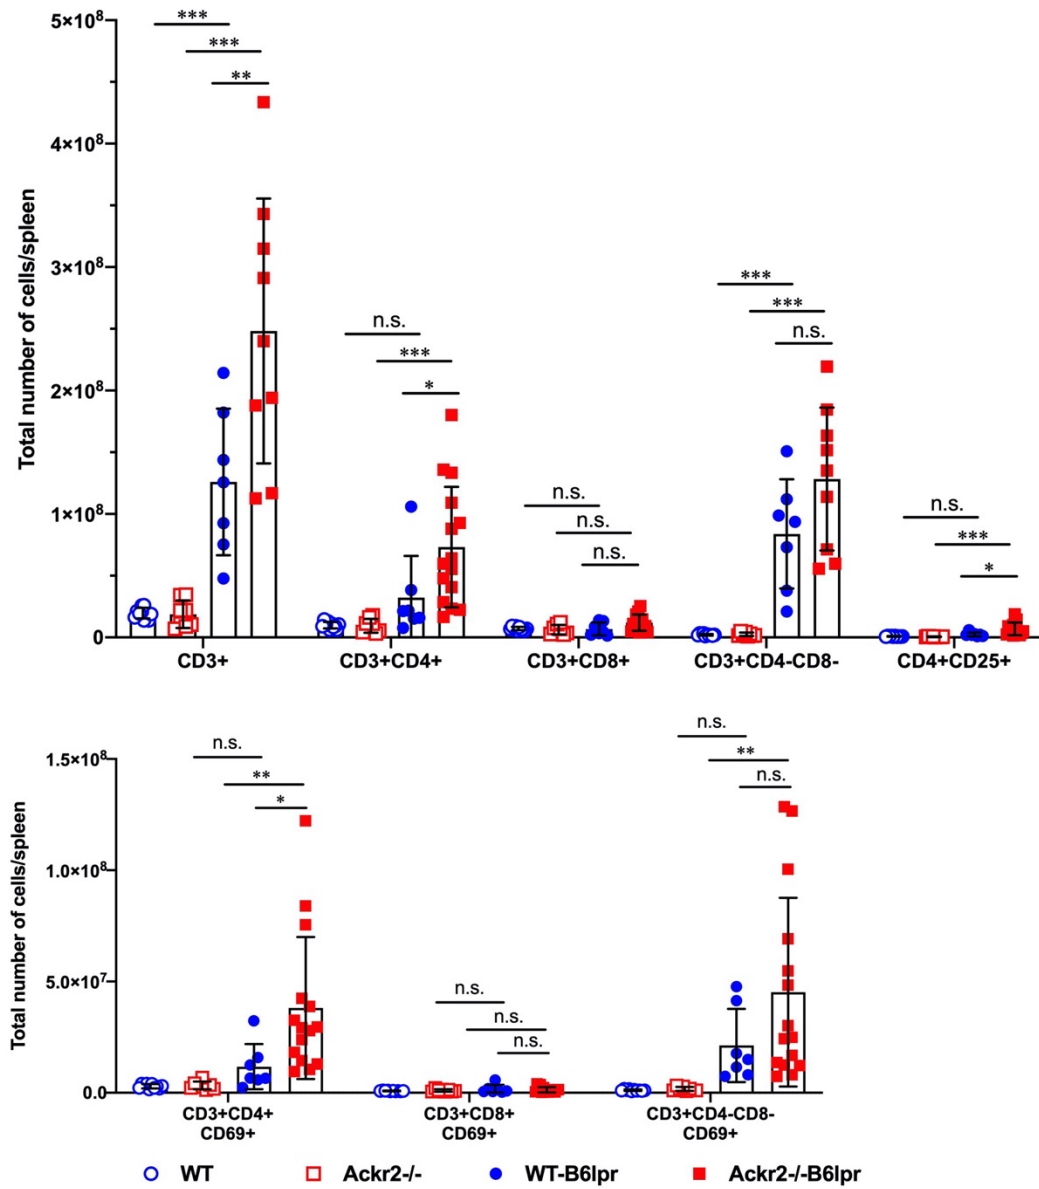 5×10⁸
***
***
**
4×10⁸
Total number of cells/spleen
3×10⁸
***
***
n.s.
n.s.
***
*
2×10⁸
1×10⁸
n.s.
n.s.
n.s.
n.s.
***
*
0
CD3+ CD3+CD4+ CD3+CD8+ CD3+CD4-CD8- CD4+CD25+
n.s.
**
n.s.
1.5×10⁸
n.s.
**
*
Total number of cells/spleen
1.0×10⁸
5.0×10⁷
n.s.
n.s.
n.s.
0.0
CD3+CD4+ CD3+CD8+ CD3+CD4-CD8-
CD69+ CD69+ CD69+
WT Ackr2-/- WT-B6lpr Ackr2-/-B6lpr